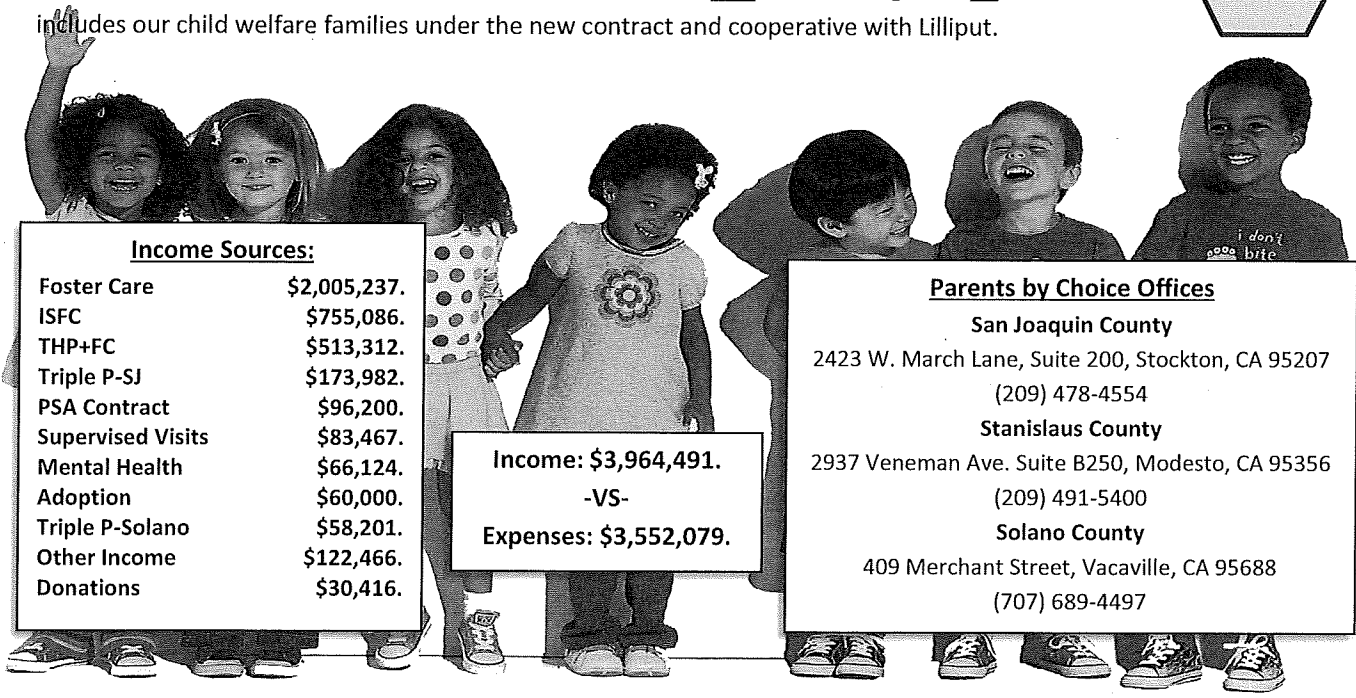 includes our child welfare families under the new contract and cooperative with Lilliput.
i don't
bite
Income Sources:
Foster Care $2,005,237.
ISFC $755,086.
THP+FC $513,312.
Triple P-SJ $173,982.
PSA Contract $96,200.
Supervised Visits $83,467.
Mental Health $66,124.
Adoption $60,000.
Triple P-Solano $58,201.
Other Income $122,466.
Donations $30,416.
Income: $3,964,491.
-VS-
Expenses: $3,552,079.
Parents by Choice Offices
San Joaquin County
2423 W. March Lane, Suite 200, Stockton, CA 95207
(209) 478-4554
Stanislaus County
2937 Veneman Ave. Suite B250, Modesto, CA 95356
(209) 491-5400
Solano County
409 Merchant Street, Vacaville, CA 95688
(707) 689-4497